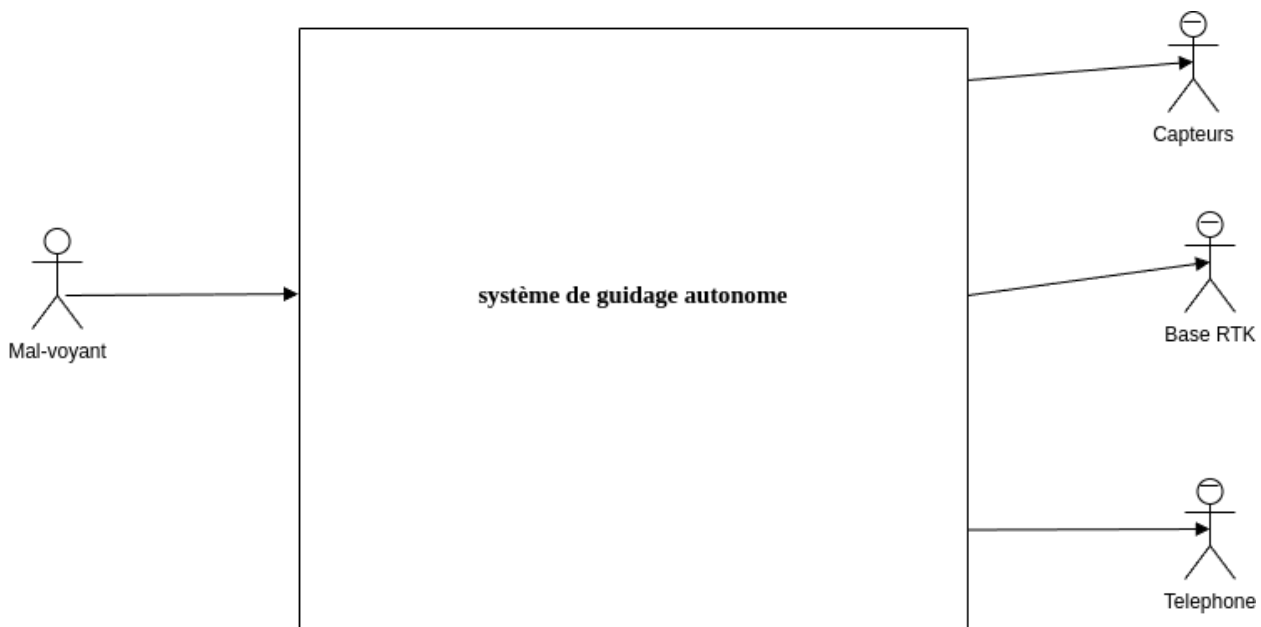 Capteurs
Base RTK
système de guidage autonome
Mal-voyant
Telephone